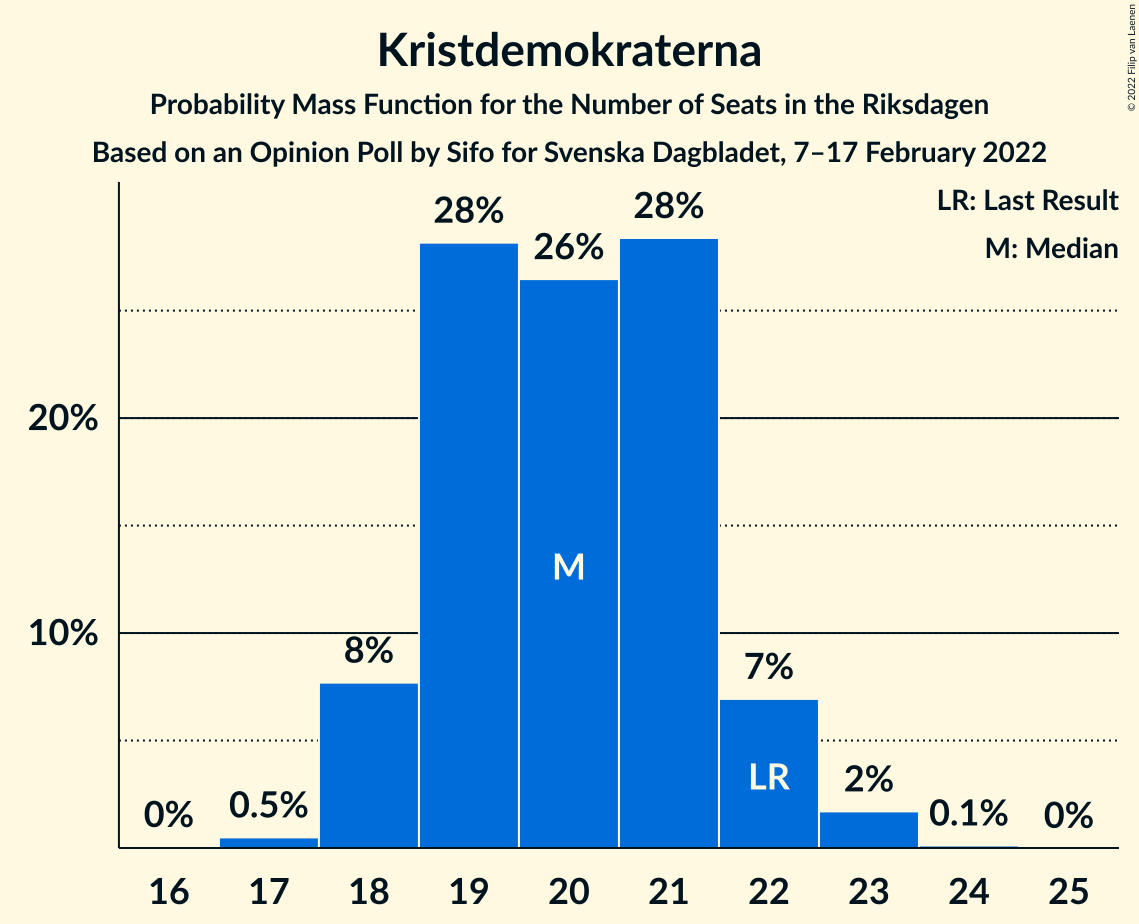 Kristdemokraterna
Probability Mass Function for the Number of Seats in the Riksdagen
Based on an Opinion Poll by Sifo for Svenska Dagbladet, 7–17 February 2022
© 2022 Filip van Laenen
LR: Last Result
M: Median
28%
26%
28%
20%
10%
8%
7%
M
LR
0%
0.5%
2%
0.1%
0%
16 17 18 19 20 21 22 23 24 25